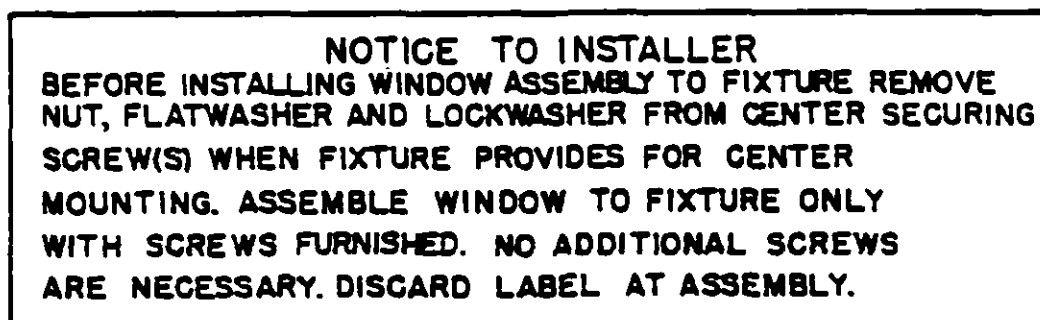 NOTICE TO INSTALLER
BEFORE INSTALLING WINDOW ASSEMBLY TO FIXTURE REMOVE
NUT, FLATWASHER AND LOCKWASHER FROM CENTER SECURING
SCREW(S) WHEN FIXTURE PROVIDES FOR CENTER
MOUNTING. ASSEMBLE WINDOW TO FIXTURE ONLY
WITH SCREWS FURNISHED. NO ADDITIONAL SCREWS
ARE NECESSARY. DISCARD LABEL AT ASSEMBLY.